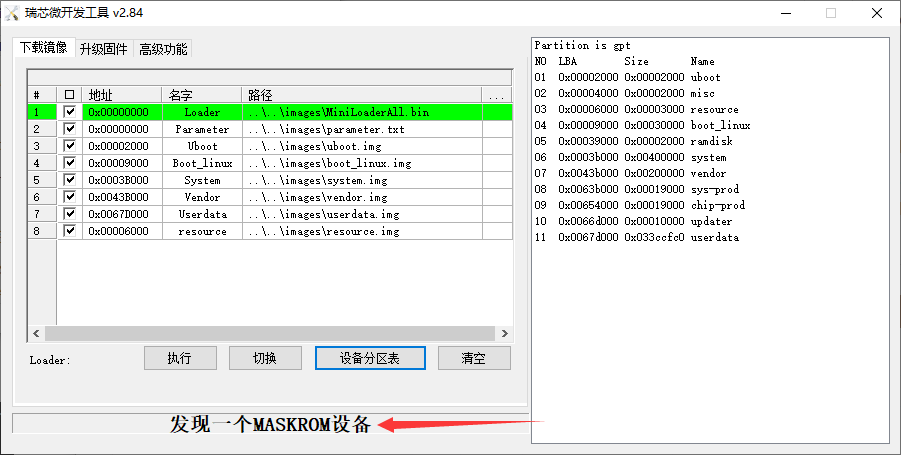 瑞芯微开发工具 v2.84
下载镜像 升级固件 高级功能
# 地址 名字 路径 ...
1 0x00000000 Loader ..\..\images\MiniLoaderAll.bin
2 0x00000000 Parameter ..\..\images\parameter.txt
3 0x00002000 Uboot ..\..\images\uboot.img
4 0x00009000 Boot_linux ..\..\images\boot_linux.img
5 0x0003B000 System ..\..\images\system.img
6 0x0043B000 Vendor ..\..\images\vendor.img
7 0x0067D000 Userdata ..\..\images\userdata.img
8 0x00006000 resource ..\..\images\resource.img
Loader: 执行 切换 设备分区表 清空
发现一个MASKROM设备
Partition is gpt
NO LBA Size Name
01 0x00002000 0x00002000 uboot
02 0x00004000 0x00002000 misc
03 0x00006000 0x00003000 resource
04 0x00009000 0x00030000 boot_linux
05 0x00039000 0x00002000 ramdisk
06 0x0003b000 0x00400000 system
07 0x0043b000 0x00200000 vendor
08 0x0063b000 0x00019000 sys-prod
09 0x00654000 0x00019000 chip-prod
10 0x0066d000 0x00010000 updater
11 0x0067d000 0x033ccfc0 userdata